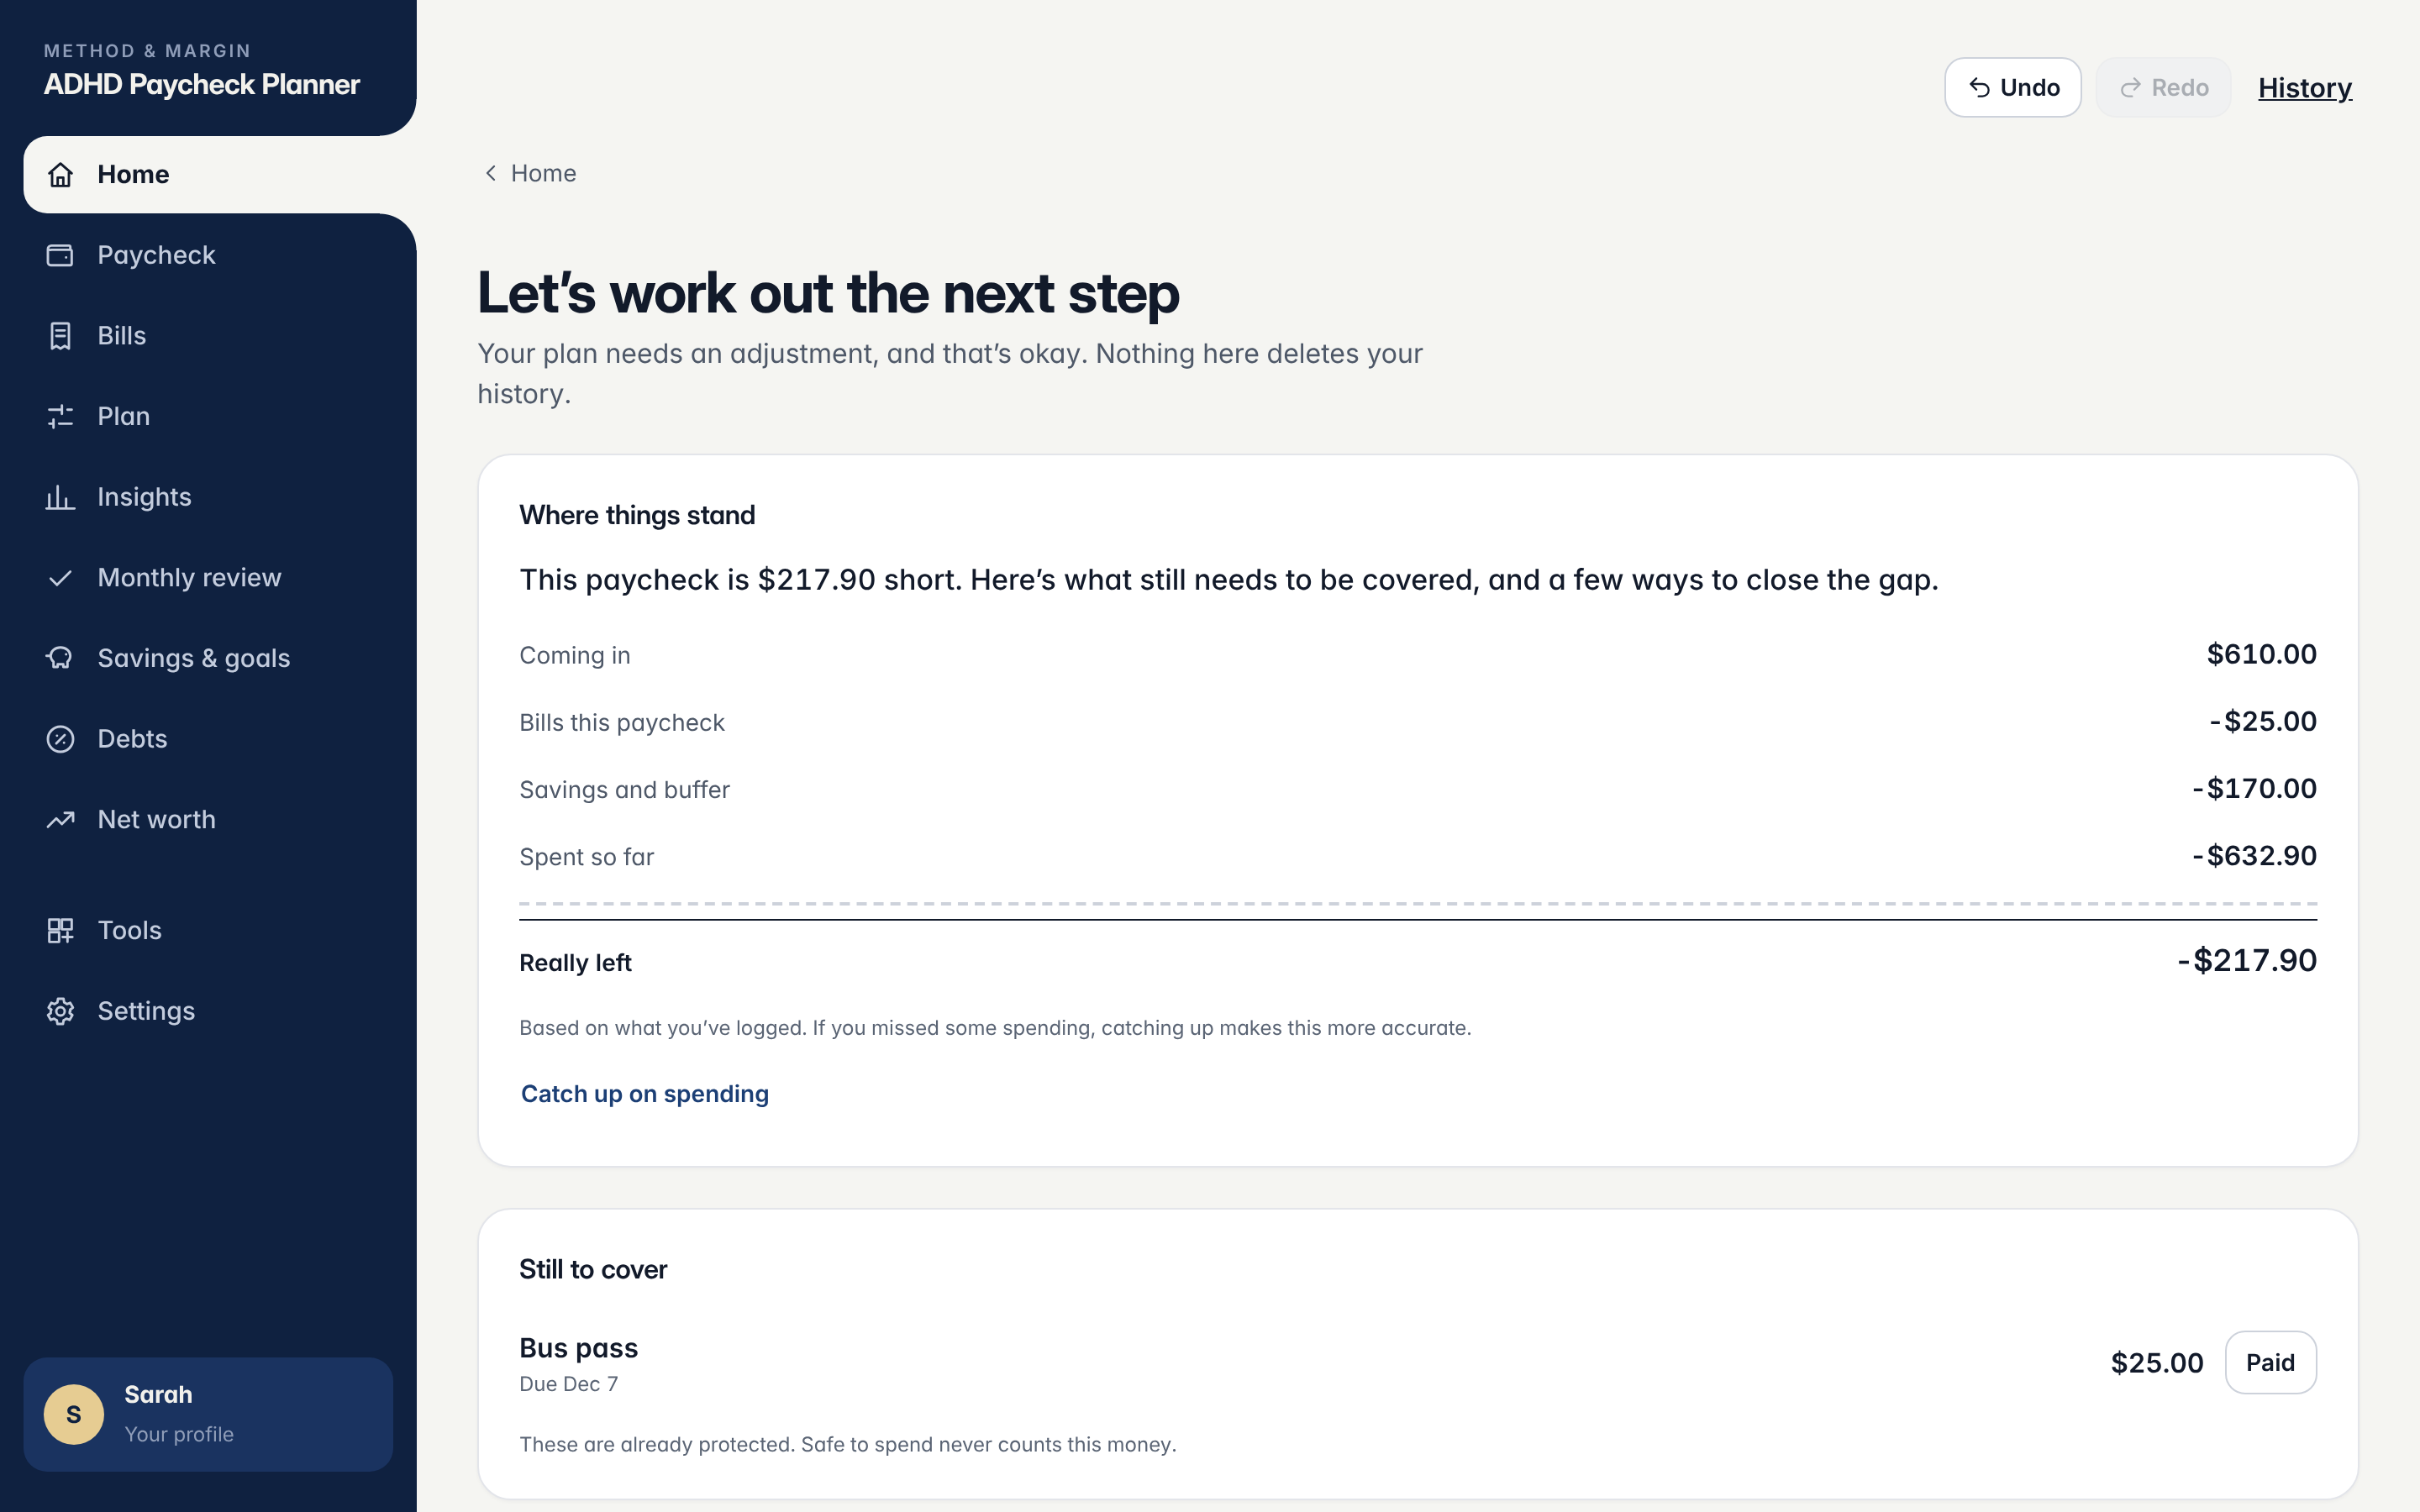 METHOD & MARGIN
ADHD Paycheck Planner
Home
Paycheck
Bills
Plan
Insights
Monthly review
Savings & goals
Debts
Net worth
Tools
Settings
S
Sarah
Your profile
Undo
Redo
History
Home
Let’s work out the next step
Your plan needs an adjustment, and that’s okay. Nothing here deletes your
history.
Where things stand
This paycheck is $217.90 short. Here’s what still needs to be covered, and a few ways to close the gap.
Coming in $610.00
Bills this paycheck -$25.00
Savings and buffer -$170.00
Spent so far -$632.90
Really left -$217.90
Based on what you’ve logged. If you missed some spending, catching up makes this more accurate.
Catch up on spending
Still to cover
Bus pass
Due Dec 7
$25.00 Paid
These are already protected. Safe to spend never counts this money.